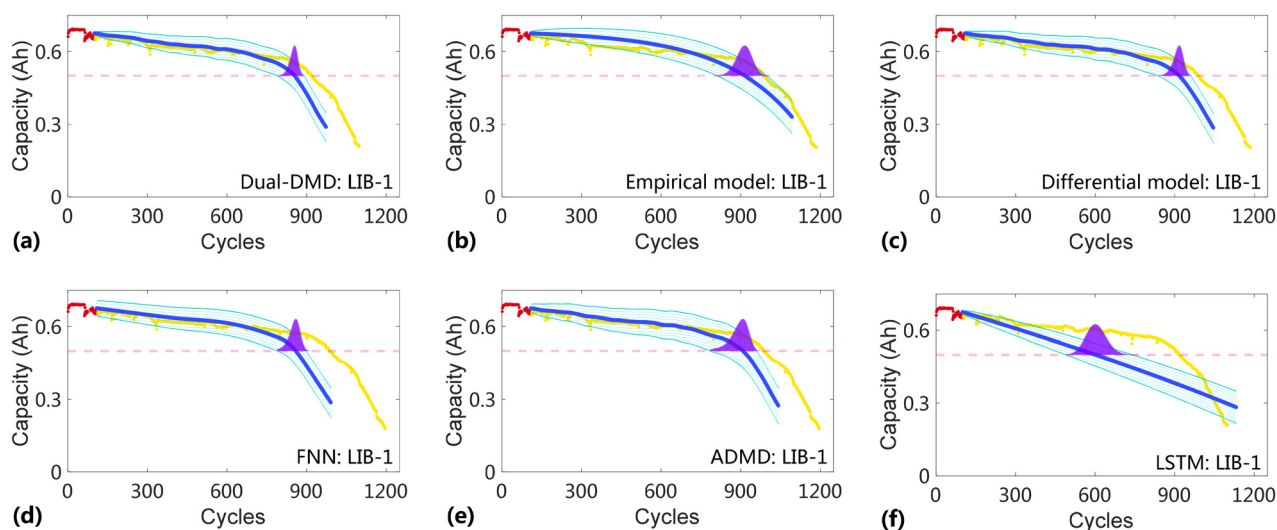 Capacity (Ah)
0.6
0.3
0
Dual-DMD: LIB-1
0 300 600 900 1200
(a)
Cycles
Capacity (Ah)
0.6
0.3
0
Empirical model: LIB-1
0 300 600 900 1200
(b)
Cycles
Capacity (Ah)
0.6
0.3
0
Differential model: LIB-1
0 300 600 900 1200
(c)
Cycles
Capacity (Ah)
0.6
0.3
0
FNN: LIB-1
0 300 600 900 1200
(d)
Cycles
Capacity (Ah)
0.6
0.3
0
ADMD: LIB-1
0 300 600 900 1200
(e)
Cycles
Capacity (Ah)
0.6
0.3
0
LSTM: LIB-1
0 300 600 900 1200
(f)
Cycles